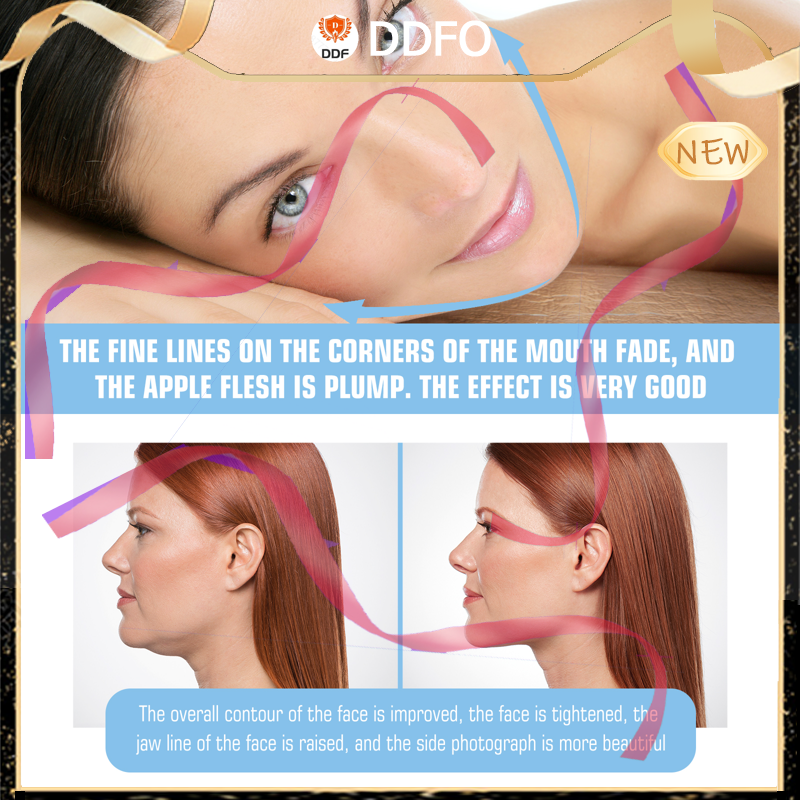 DDF
DDFO
NEW
THE FINE LINES ON THE CORNERS OF THE MOUTH FADE, AND
THE APPLE FLESH IS PLUMP. THE EFFECT IS VERY GOOD
The overall contour of the face is improved, the face is tightened, the
jaw line of the face is raised, and the side photograph is more beautiful